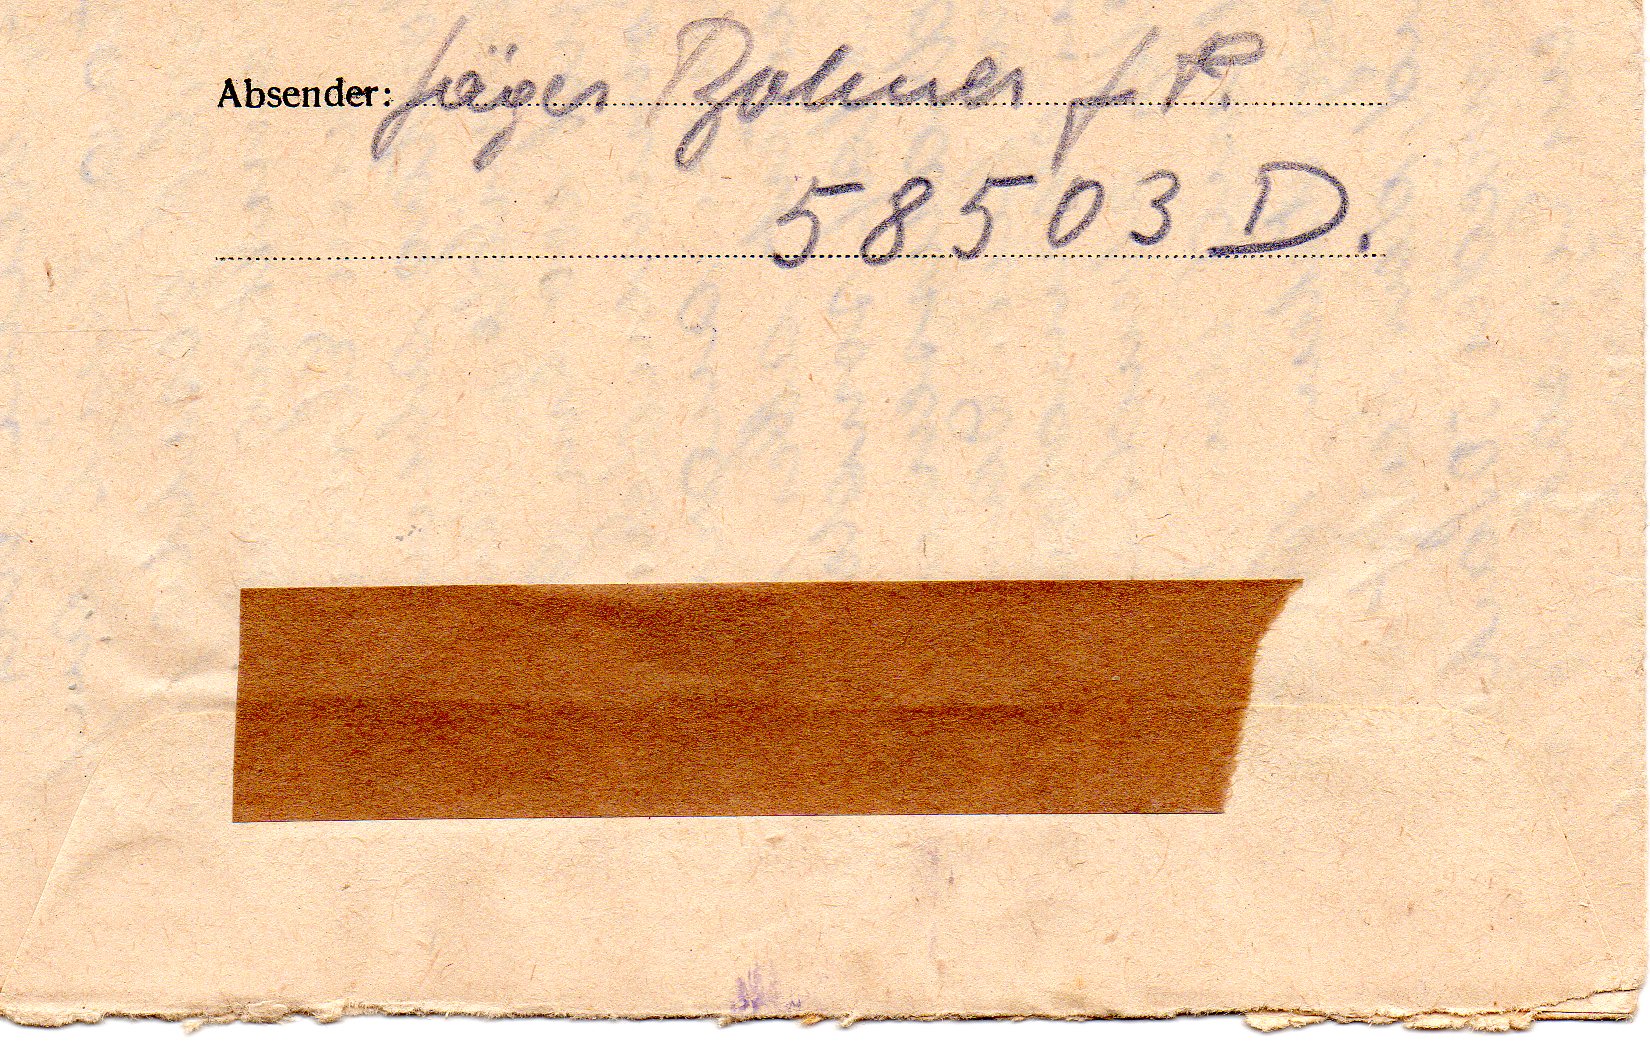 Absender: Jäger F.P.
58503 D.